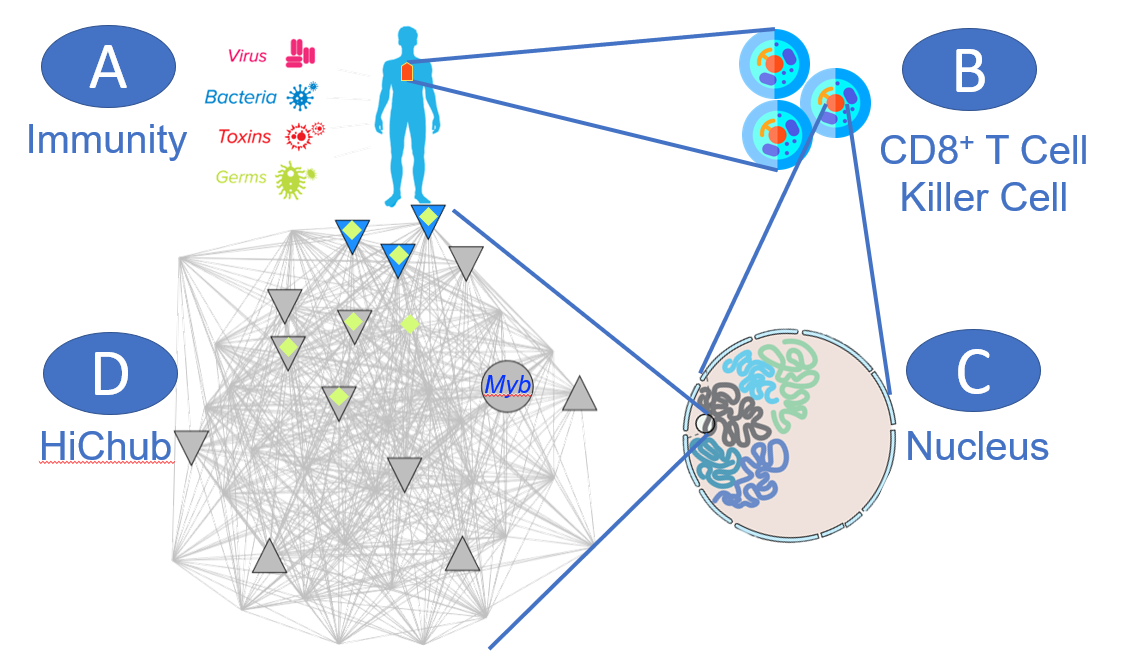 A
Immunity
Virus
Bacteria
Toxins
Germs
B
CD8⁺ T Cell
Killer Cell
D
HiChub
Myb
C
Nucleus